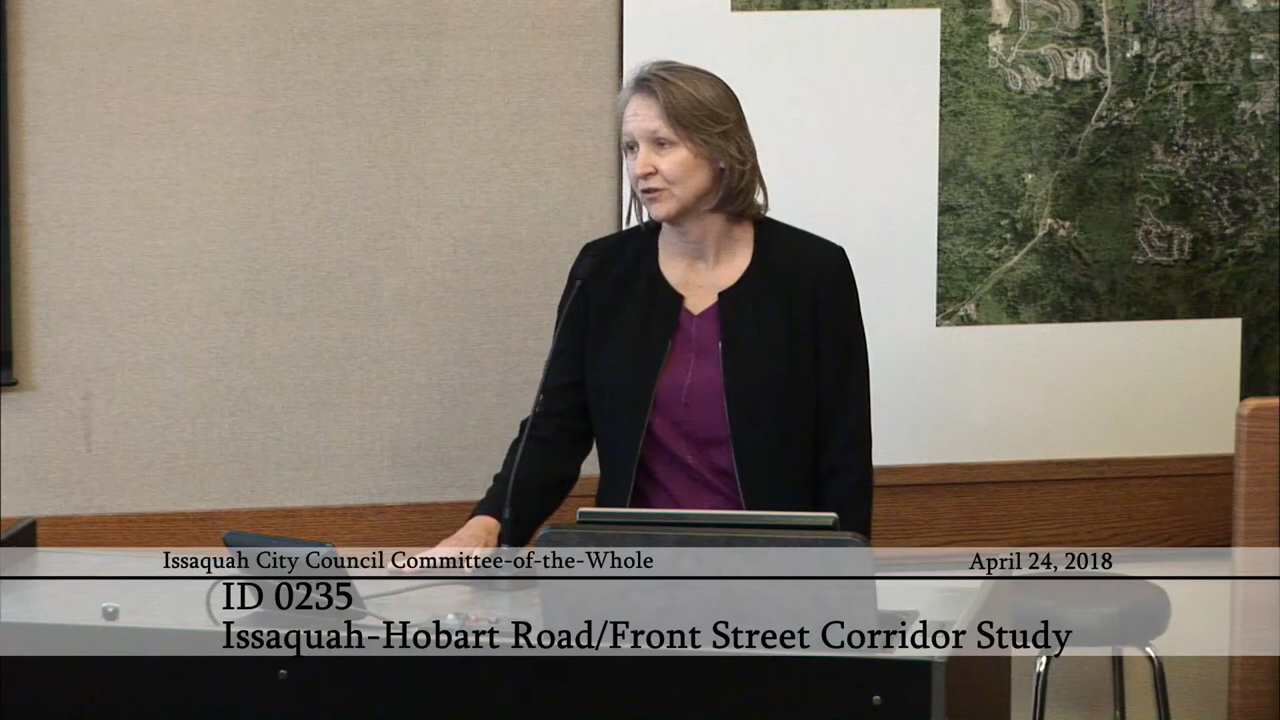 Issaquah City Council Committee-of-the-Whole April 24, 2018
ID 0235
Issaquah-Hobart Road/Front Street Corridor Study